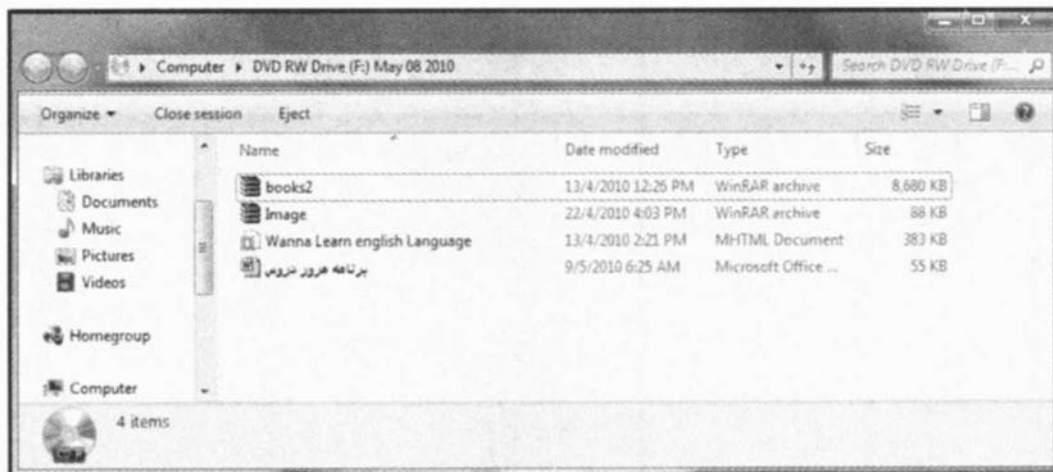 Computer ▸ DVD RW Drive (F:) May 08 2010
Search DVD RW Drive (F:...
Organize Close session Eject
Name Date modified Type Size
Libraries
Documents
Music
Pictures
Videos
Homegroup
Computer
books2 13/4/2010 12:26 PM WinRAR archive 8,680 KB
Image 22/4/2010 4:03 PM WinRAR archive 88 KB
Wanna Learn english Language 13/4/2010 2:21 PM MHTML Document 383 KB
برنامه مرور دروس 9/5/2010 6:25 AM Microsoft Office ... 55 KB
4 items